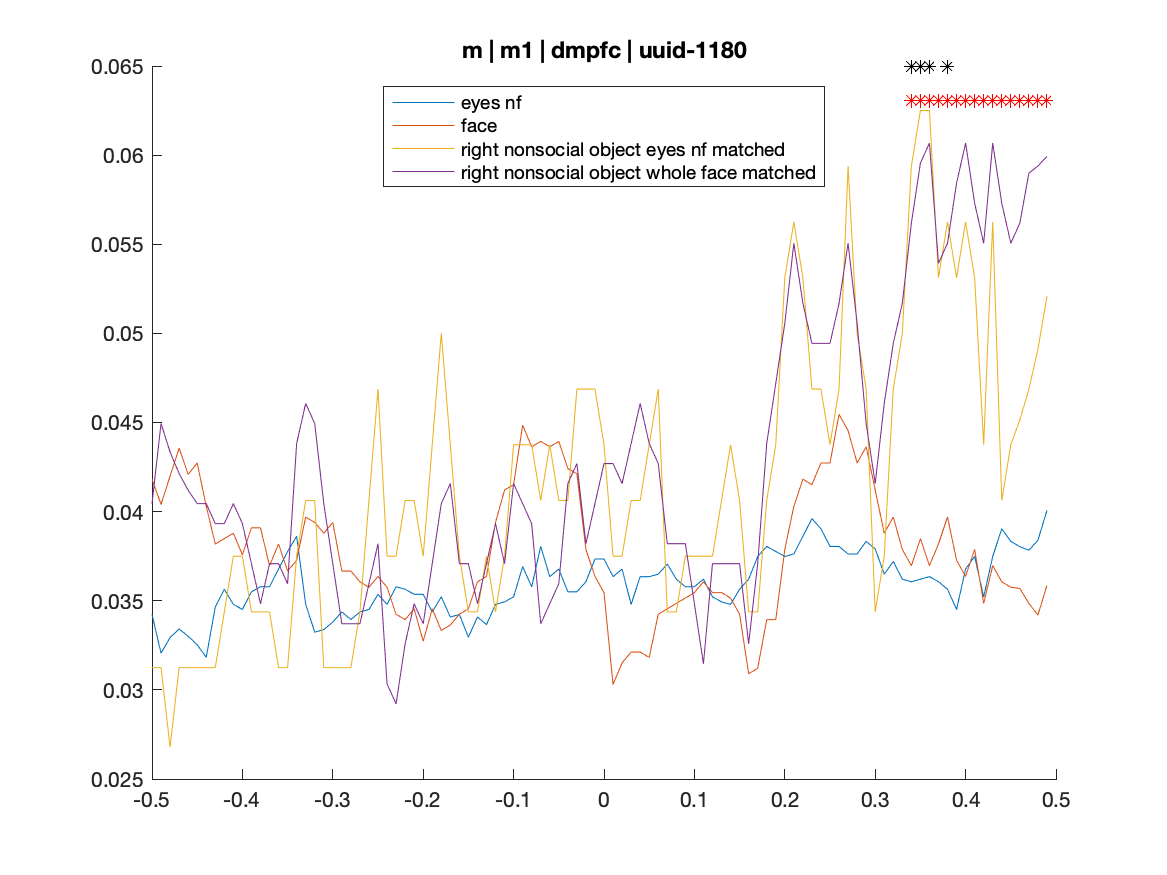 m | m1 | dmpfc | uuid-1180
0.065
0.06
0.055
0.05
0.045
0.04
0.035
0.03
0.025
eyes nf
face
right nonsocial object eyes nf matched
right nonsocial object whole face matched
-0.5 -0.4 -0.3 -0.2 -0.1 0 0.1 0.2 0.3 0.4 0.5